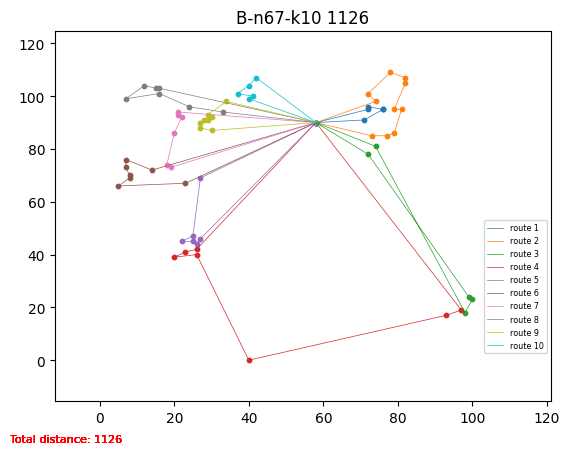 B-n67-k10 1126
120
100
80
60
40
20
0
0 20 40 60 80 100 120
route 1
route 2
route 3
route 4
route 5
route 6
route 7
route 8
route 9
route 10
Total distance: 1126